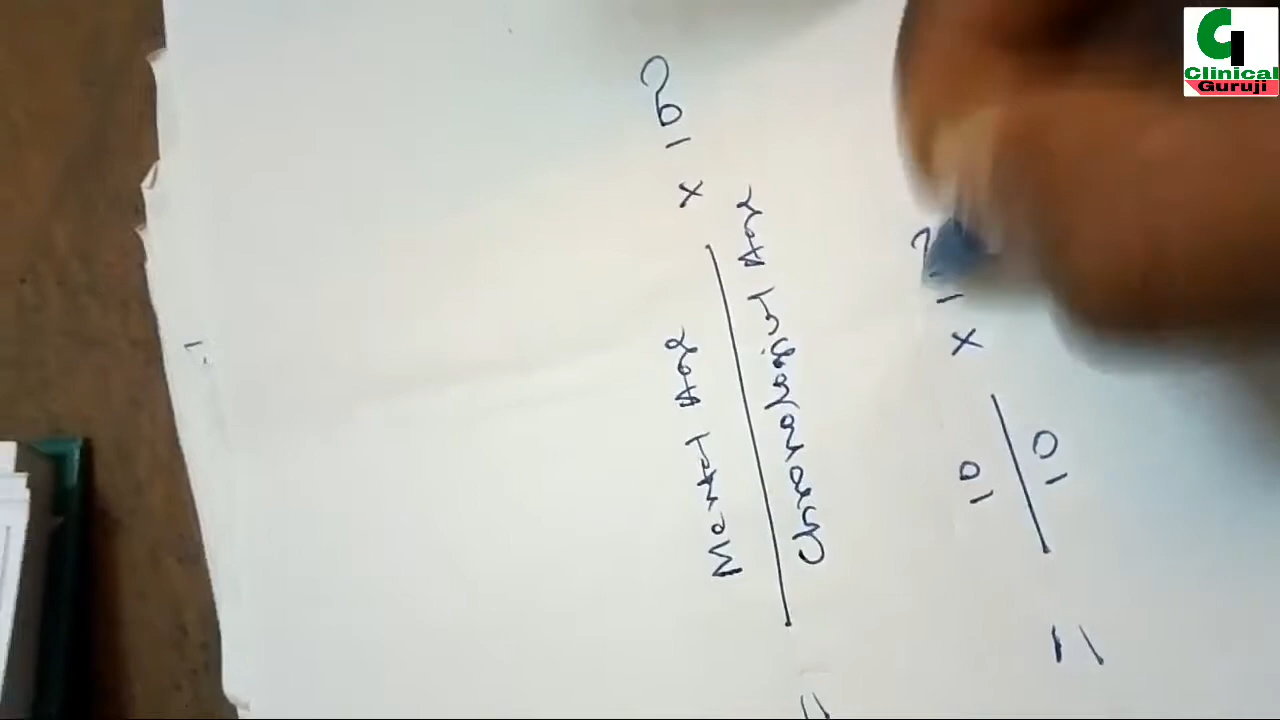 = Mental Age / Chronological Age × 100
= 10 / 10 ×
Clinical
Guruji